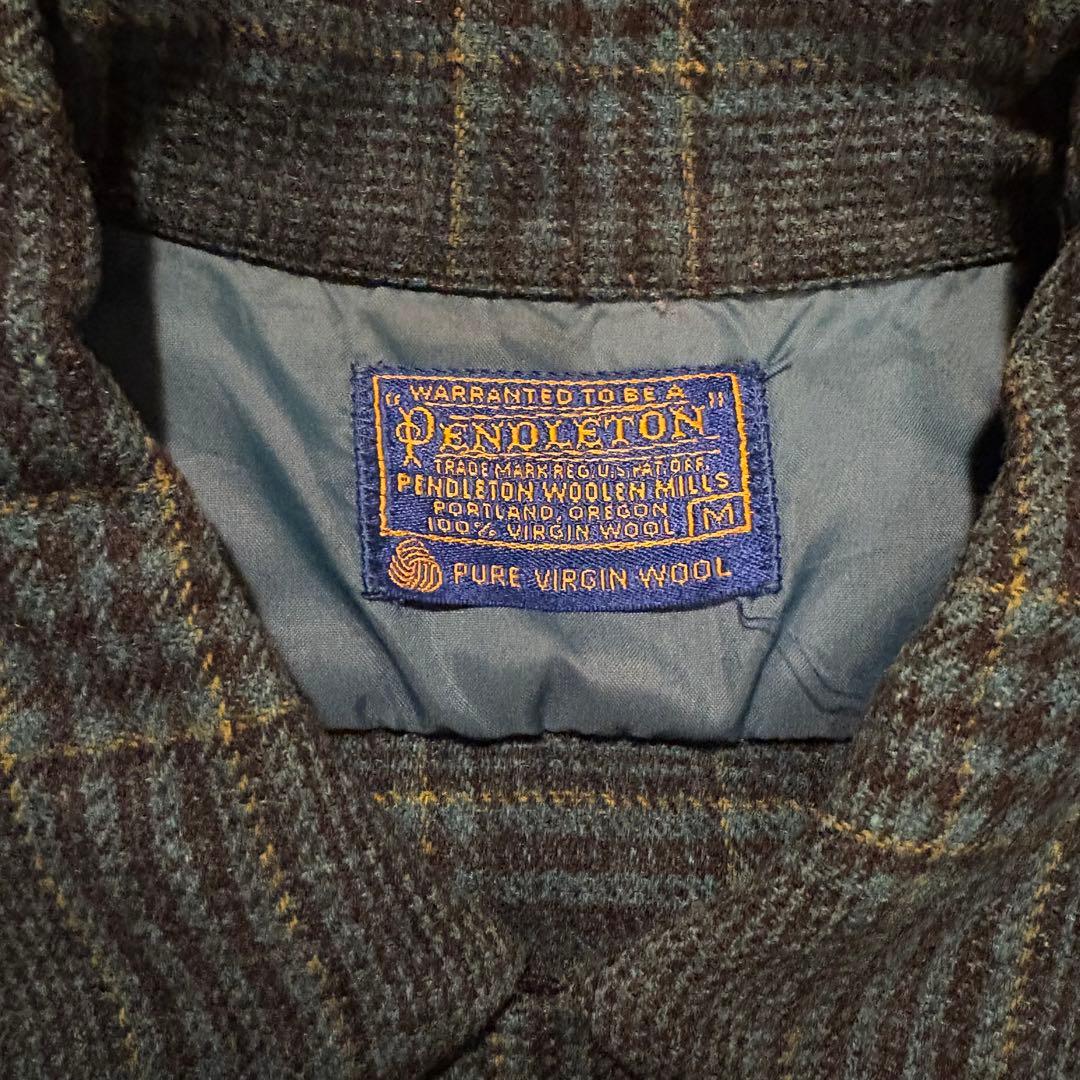 "WARRANTED TO BE A
PENDLETON"
TRADE MARK REG. U.S. PAT. OFF.
PENDLETON WOOLEN MILLS
PORTLAND, OREGON
100% VIRGIN WOOL M
PURE VIRGIN WOOL